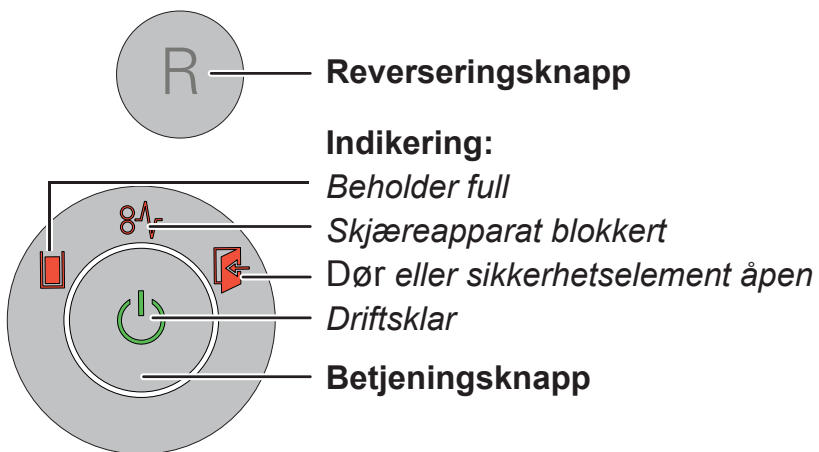 R
Reverseringsknapp
Indikering:
Beholder full
Skjæreapparat blokkert
Dør eller sikkerhetselement åpen
Driftsklar
Betjeningsknapp